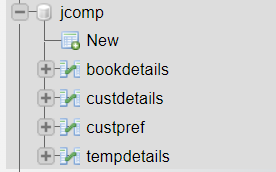 jcomp
New
bookdetails
custdetails
custpref
tempdetails